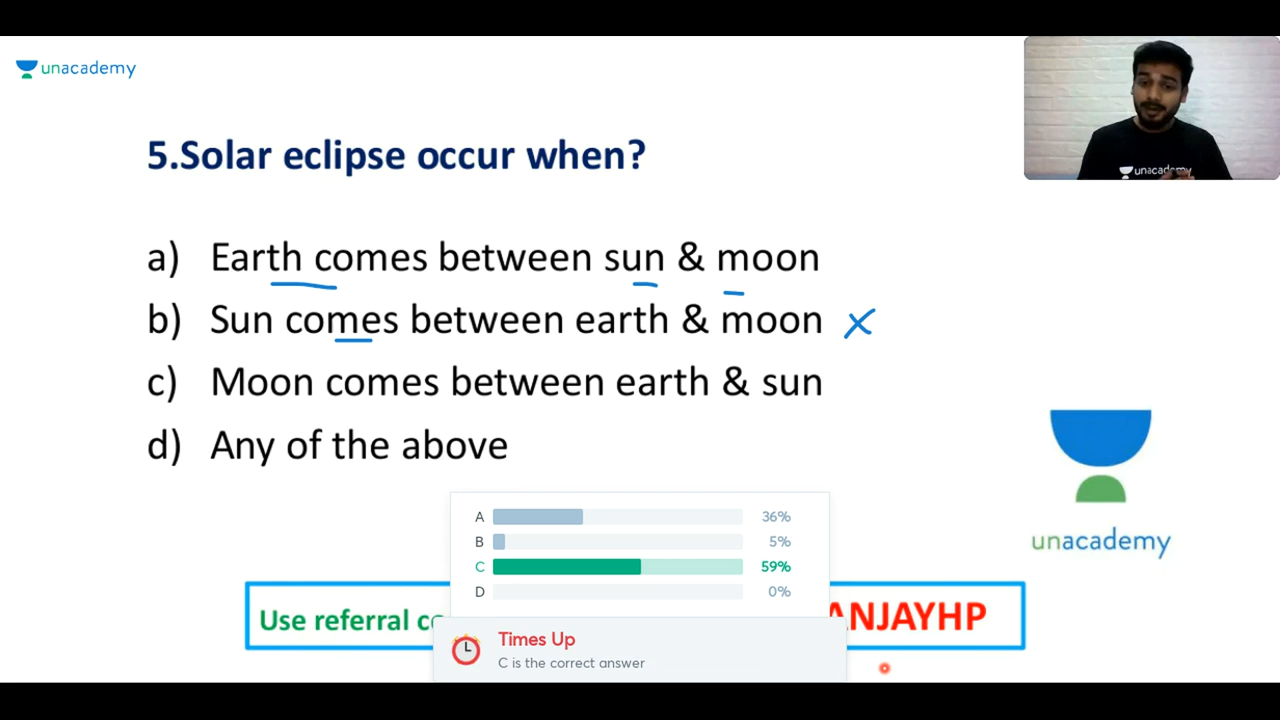 unacademy
unacademy
5.Solar eclipse occur when?
a) Earth comes between sun & moon
b) Sun comes between earth & moon
c) Moon comes between earth & sun
d) Any of the above
unacademy
A 36%
B 5%
C 59%
D 0%
Use referral
ANJAYHP
Times Up
C is the correct answer